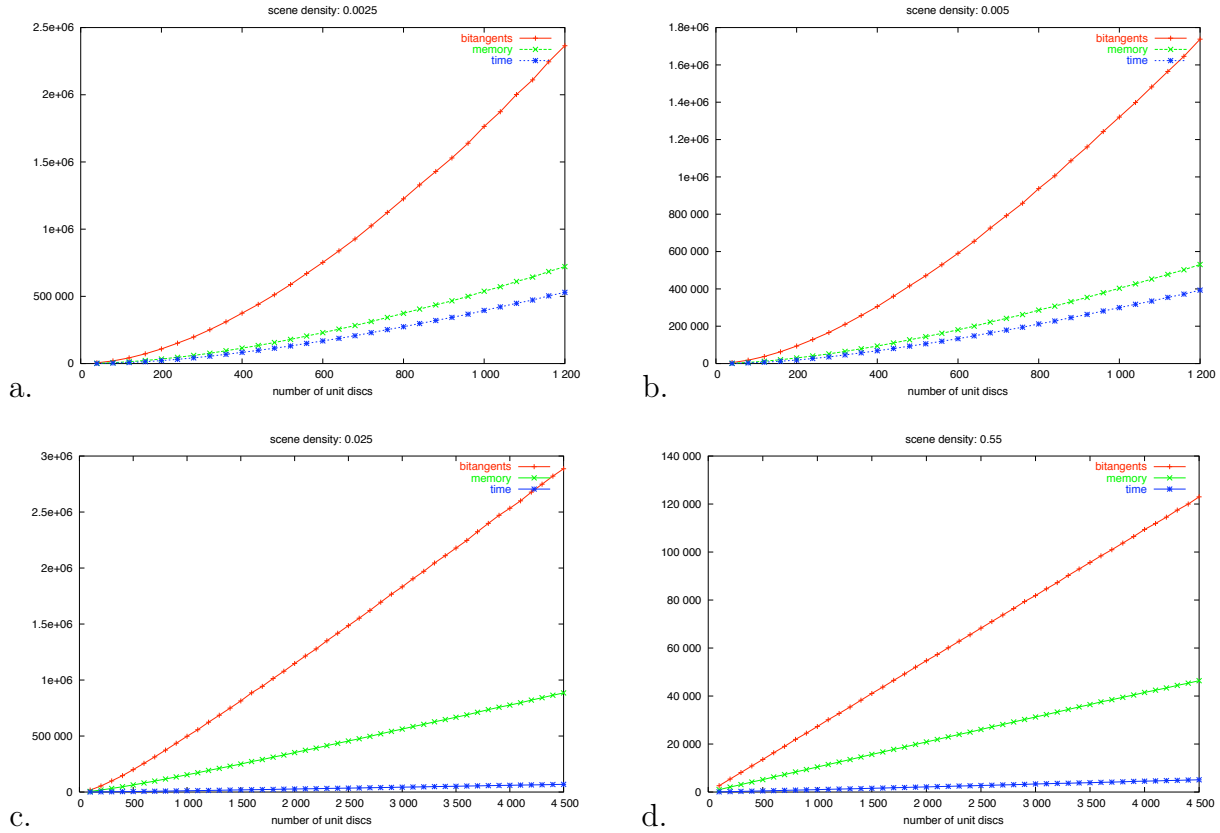 scene density: 0.0025
2.5e+06
2e+06
1.5e+06
1e+06
500 000
0
bitangents
memory
time
0 200 400 600 800 1 000 1 200
number of unit discs
a.
scene density: 0.005
1.8e+06
1.6e+06
1.4e+06
1.2e+06
1e+06
800 000
600 000
400 000
200 000
0
bitangents
memory
time
0 200 400 600 800 1 000 1 200
number of unit discs
b.
scene density: 0.025
3e+06
2.5e+06
2e+06
1.5e+06
1e+06
500 000
0
bitangents
memory
time
0 500 1 000 1 500 2 000 2 500 3 000 3 500 4 000 4 500
number of unit discs
c.
scene density: 0.55
140 000
120 000
100 000
80 000
60 000
40 000
20 000
0
bitangents
memory
time
0 500 1 000 1 500 2 000 2 500 3 000 3 500 4 000 4 500
number of unit discs
d.